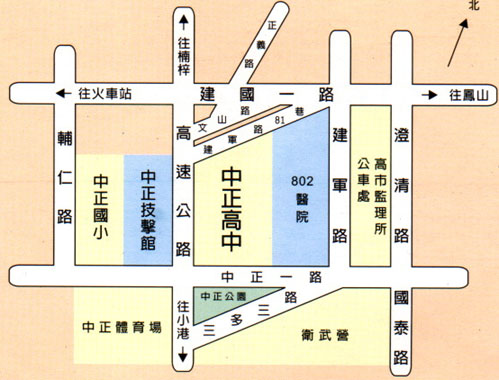 北
往楠梓
正義路
往火車站
建國一路
往鳳山
文山路
建軍路81巷
輔仁路
高速公路
建軍路
澄清路
中正國小
中正技擊館
中正高中
802醫院
高市監理所
公車處
中正一路
中正公園
往小港
三多三路
國泰路
中正體育場
衛武營